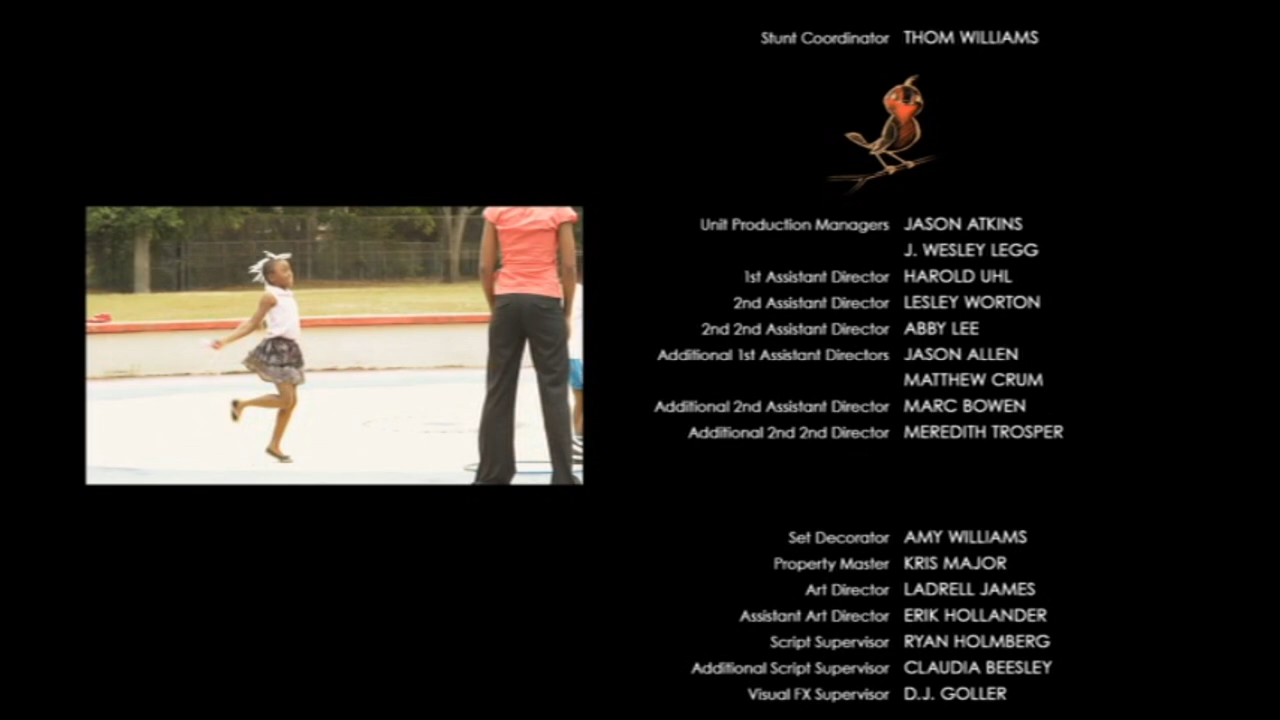 Stunt Coordinator THOM WILLIAMS
Unit Production Managers JASON ATKINS
J. WESLEY LEGG
1st Assistant Director HAROLD UHL
2nd Assistant Director LESLEY WORTON
2nd 2nd Assistant Director ABBY LEE
Additional 1st Assistant Directors JASON ALLEN
MATTHEW CRUM
Additional 2nd Assistant Director MARC BOWEN
Additional 2nd 2nd Director MEREDITH TROSPER
Set Decorator AMY WILLIAMS
Property Master KRIS MAJOR
Art Director LADRELL JAMES
Assistant Art Director ERIK HOLLANDER
Script Supervisor RYAN HOLMBERG
Additional Script Supervisor CLAUDIA BEESLEY
Visual FX Supervisor D.J. GOLLER